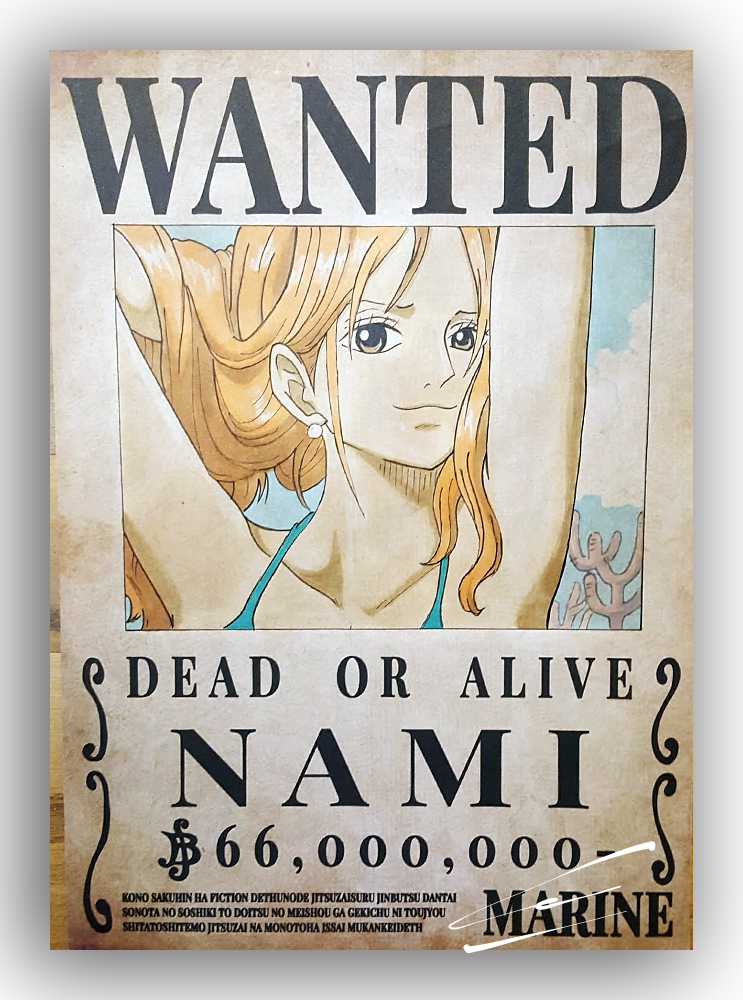 WANTED
DEAD OR ALIVE
NAMI
฿66,000,000-
KONO SAKUHIN HA FICTION DETHUNODE JITSUZAISURU JINBUTSU DANTAI
SONOTA NO SOSHIKI TO DOITSU NO MEISHOU GA GEKICHU NI TOUJYOU
SHITATOSHITEMO JITSUZAI NA MONOTOHA ISSAI MUKANKEIDETH
MARINE